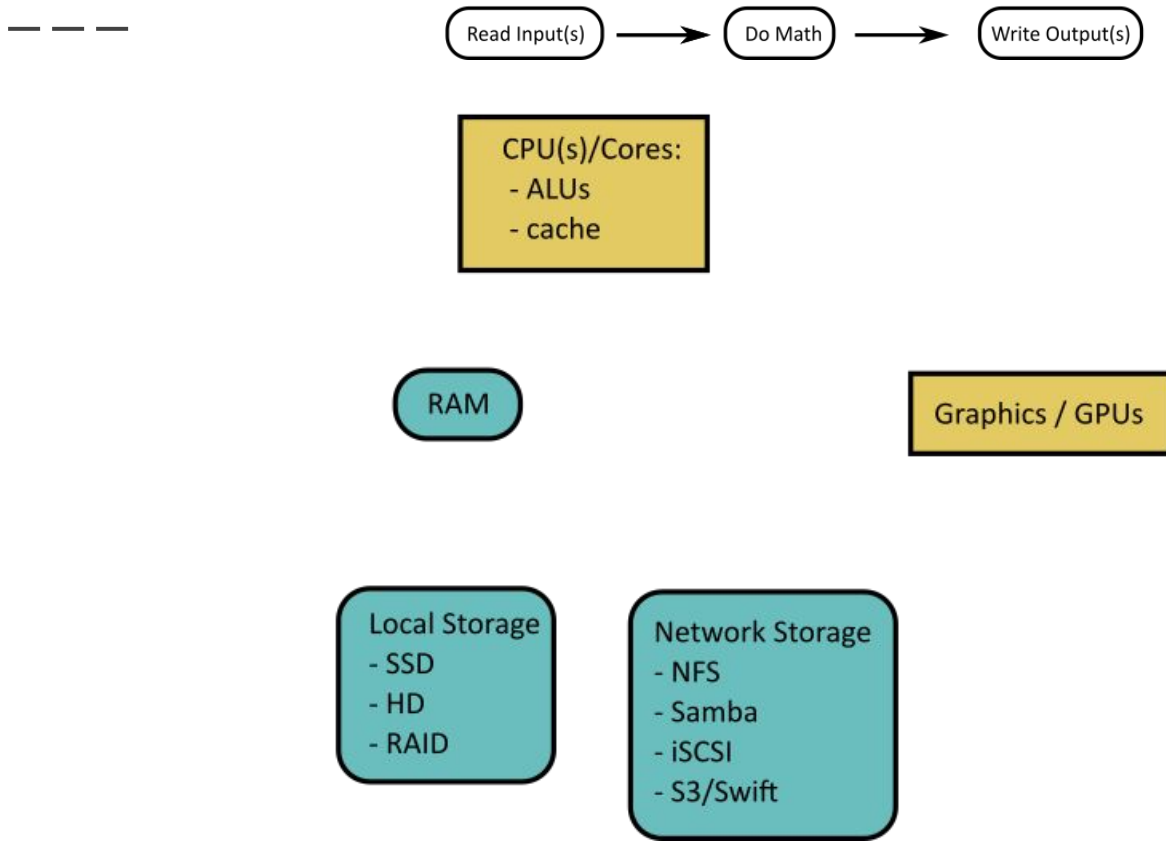 Read Input(s)
Do Math
Write Output(s)
CPU(s)/Cores:
- ALUs
- cache
RAM
Graphics / GPUs
Local Storage
- SSD
- HD
- RAID
Network Storage
- NFS
- Samba
- iSCSI
- S3/Swift